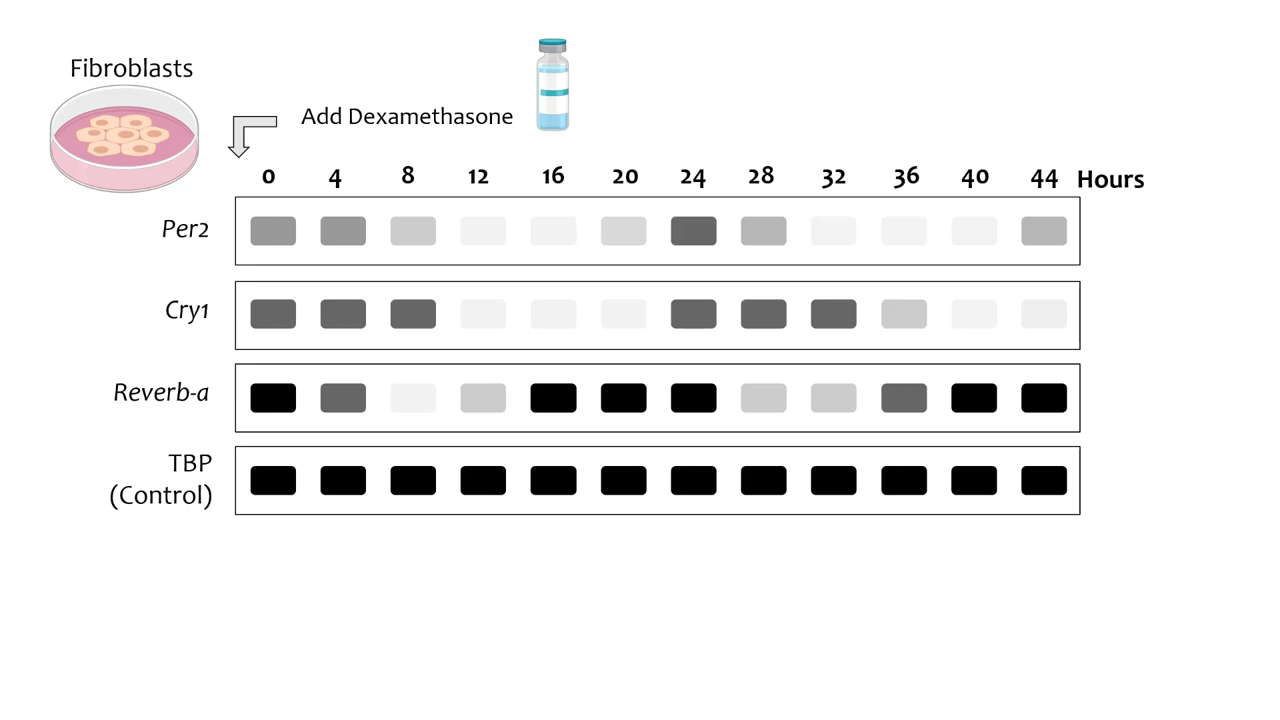 Fibroblasts
Add Dexamethasone
0 4 8 12 16 20 24 28 32 36 40 44 Hours
Per2
Cry1
Reverb-a
TBP
(Control)